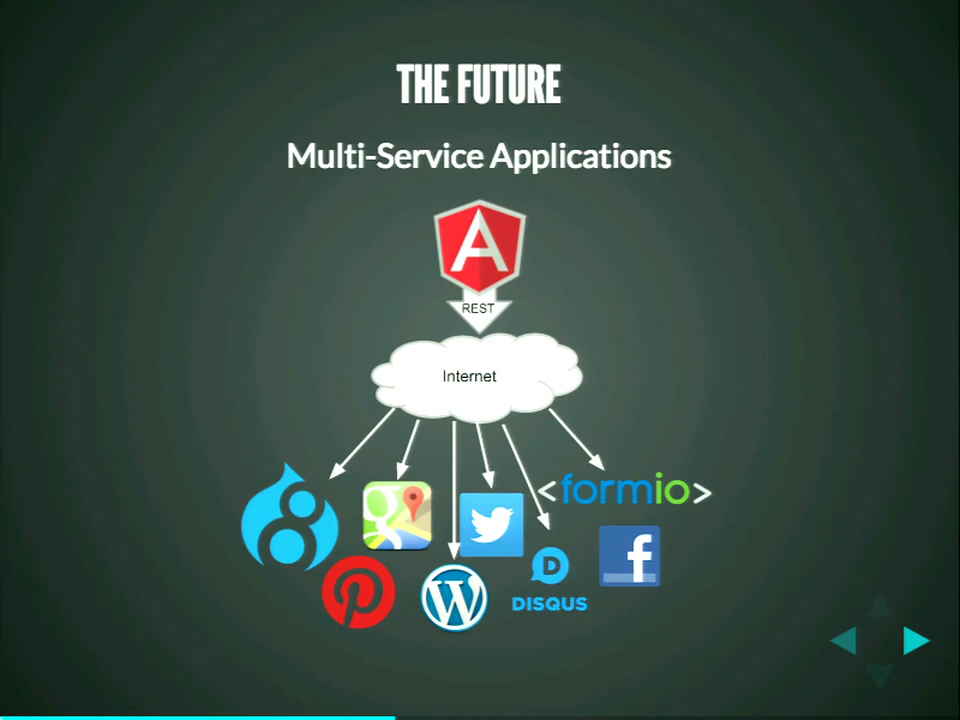 THE FUTURE
Multi-Service Applications
A
REST
Internet
<formio>
g
f
D
DISQUS
W